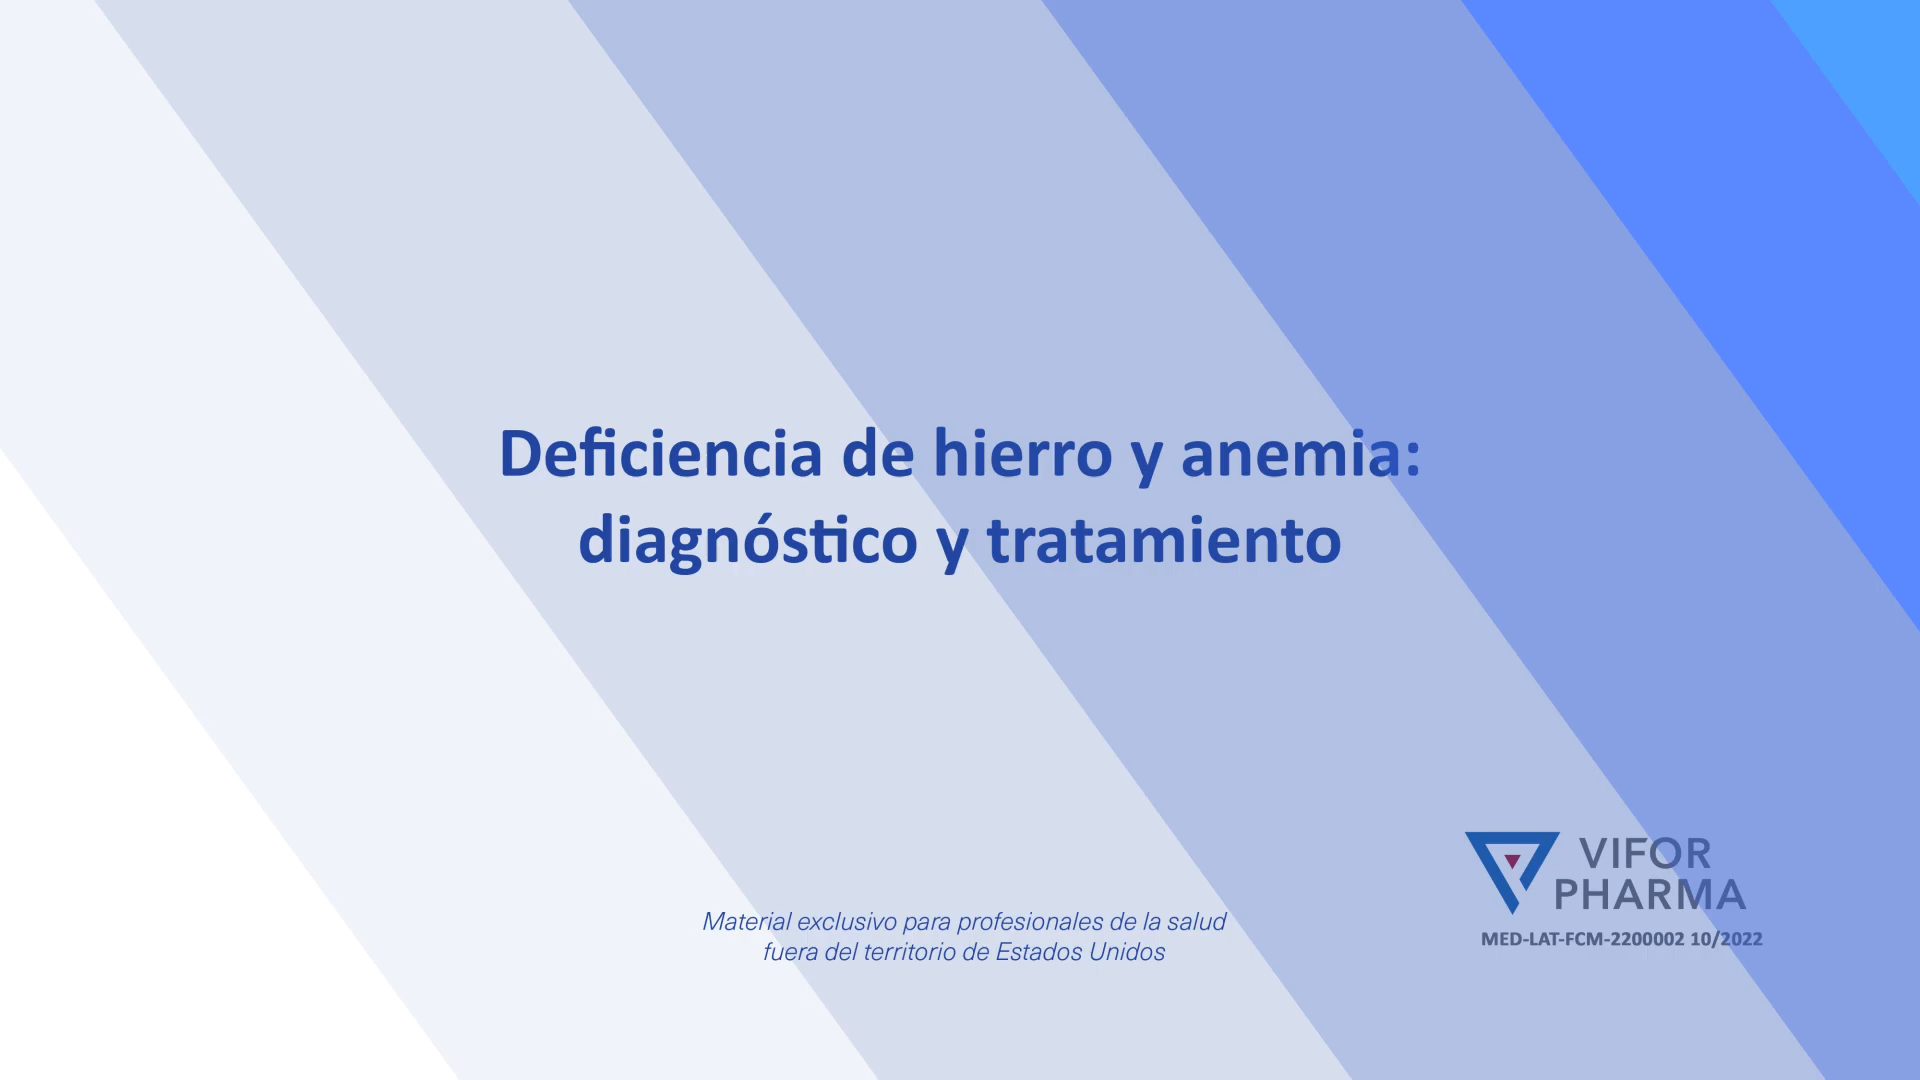 Deficiencia de hierro y anemia:
diagnóstico y tratamiento
Material exclusivo para profesionales de la salud
fuera del territorio de Estados Unidos
VIFOR
PHARMA
MED-LAT-FCM-2200002 10/2022